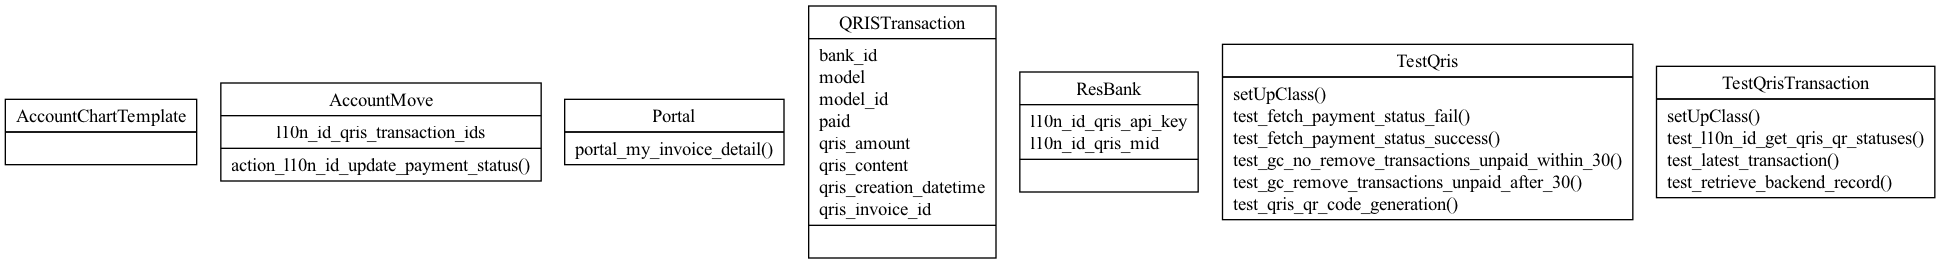 AccountChartTemplate
AccountMove
l10n_id_qris_transaction_ids
action_l10n_id_update_payment_status()
Portal
portal_my_invoice_detail()
QRISTransaction
bank_id
model
model_id
paid
qris_amount
qris_content
qris_creation_datetime
qris_invoice_id
ResBank
l10n_id_qris_api_key
l10n_id_qris_mid
TestQris
setUpClass()
test_fetch_payment_status_fail()
test_fetch_payment_status_success()
test_gc_no_remove_transactions_unpaid_within_30()
test_gc_remove_transactions_unpaid_after_30()
test_qris_qr_code_generation()
TestQrisTransaction
setUpClass()
test_l10n_id_get_qris_qr_statuses()
test_latest_transaction()
test_retrieve_backend_record()